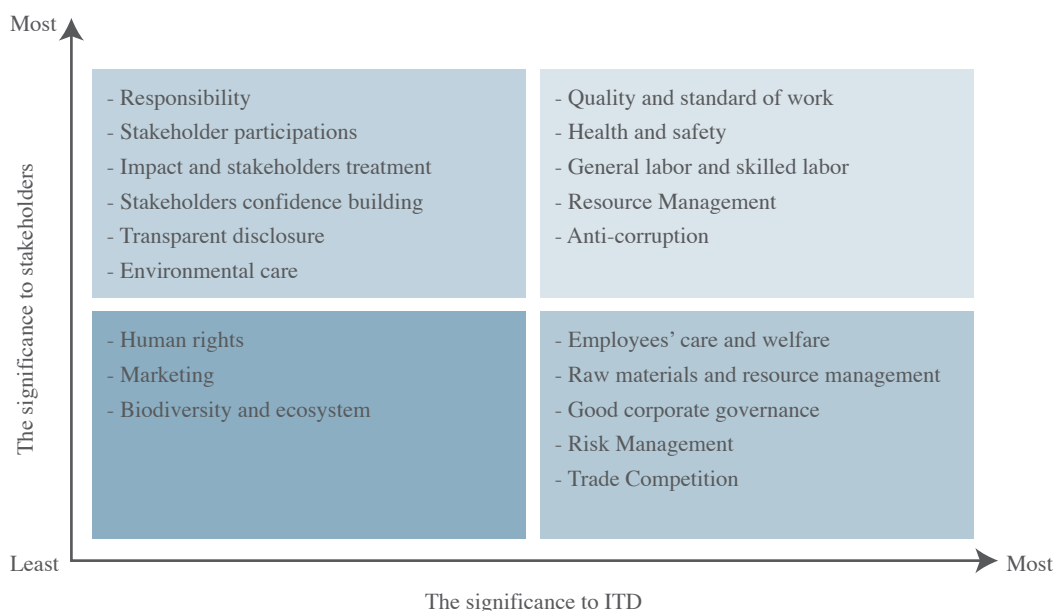 Most
- Responsibility
- Stakeholder participations
- Impact and stakeholders treatment
- Stakeholders confidence building
- Transparent disclosure
- Environmental care
- Quality and standard of work
- Health and safety
- General labor and skilled labor
- Resource Management
- Anti-corruption
The significance to stakeholders
- Human rights
- Marketing
- Biodiversity and ecosystem
- Employees’ care and welfare
- Raw materials and resource management
- Good corporate governance
- Risk Management
- Trade Competition
Least
Most
The significance to ITD